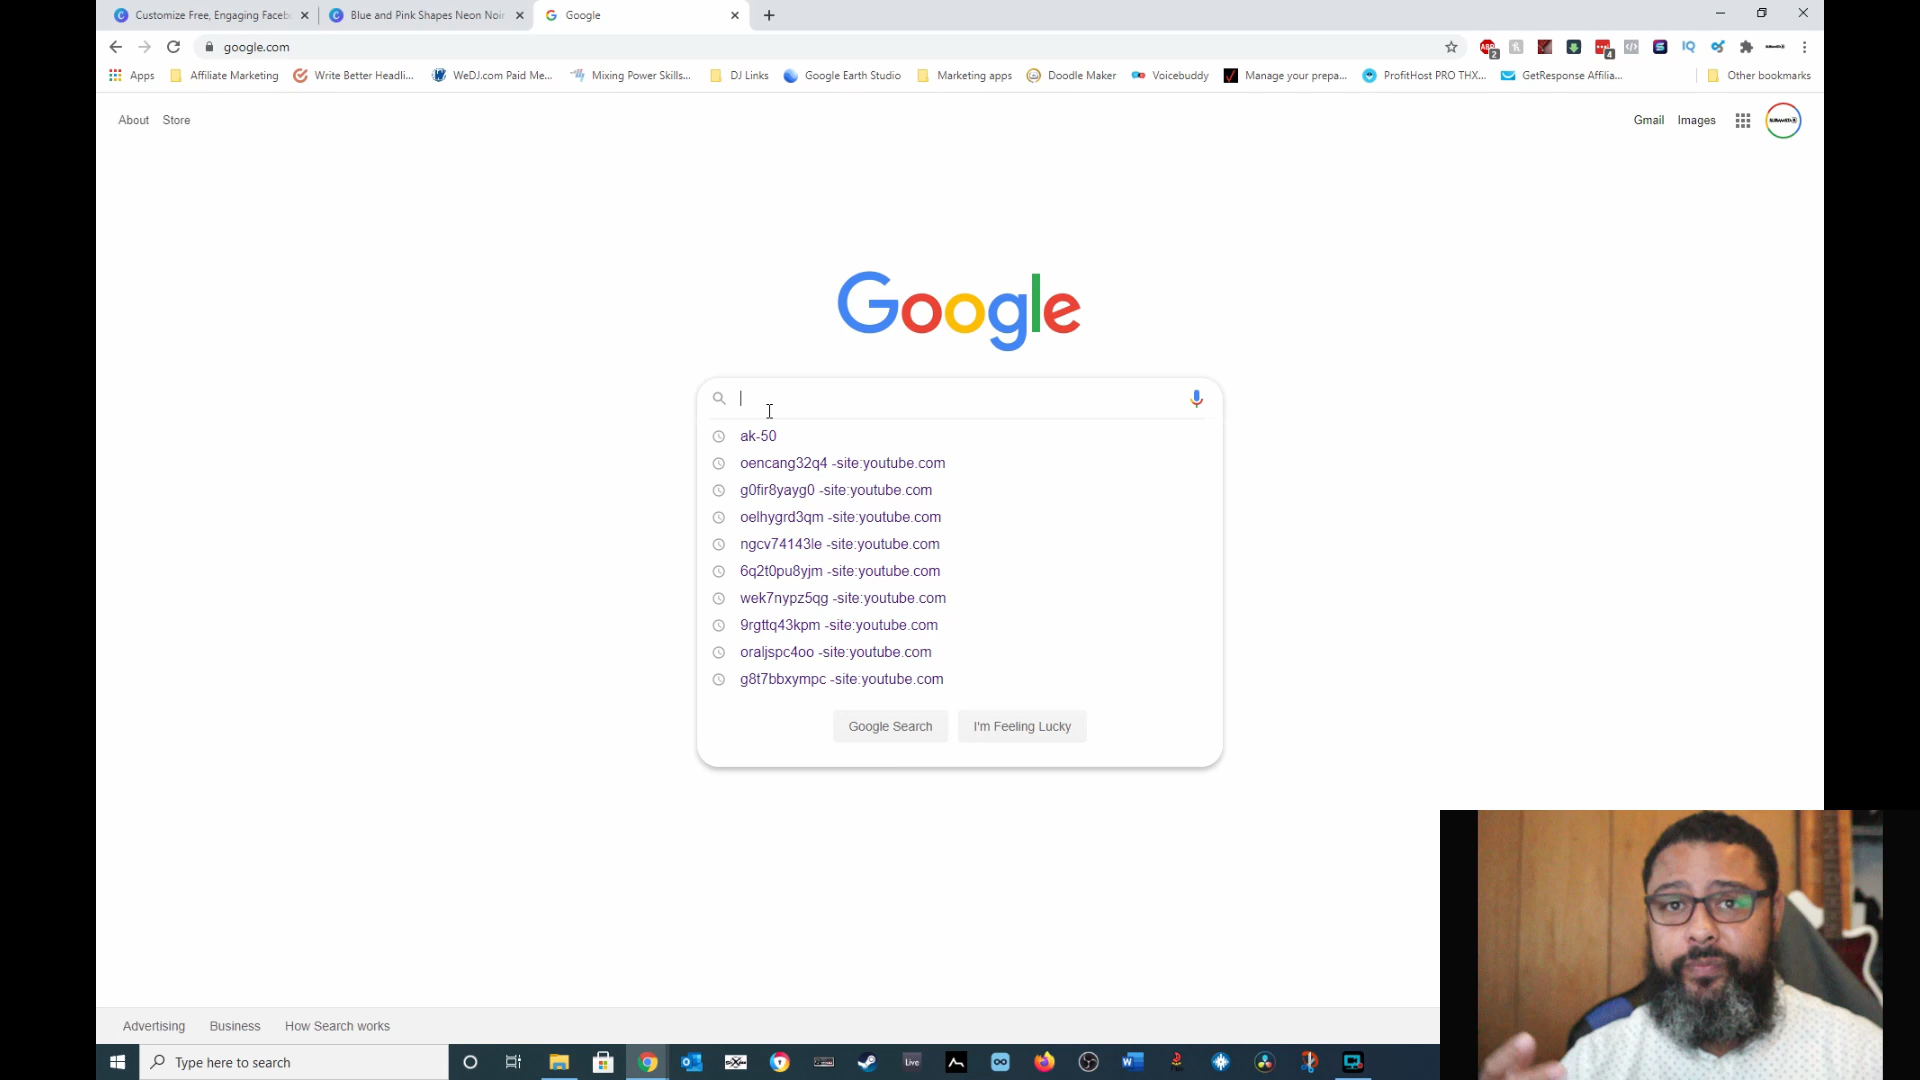 Customize Free, Engaging Faceb
Blue and Pink Shapes Neon Noir
Google
google.com
Apps
Affiliate Marketing
Write Better Headli...
WeDJ.com Paid Me...
Mixing Power Skills...
DJ Links
Google Earth Studio
Marketing apps
Doodle Maker
Voicebuddy
Manage your prepa...
ProfitHost PRO THX...
GetResponse Affilia...
Other bookmarks
About
Store
Gmail
Images
Google
ak-50
oencang32q4 -site:youtube.com
g0fir8yayg0 -site:youtube.com
oelhygrd3qm -site:youtube.com
ngcv74143le -site:youtube.com
6q2t0pu8yjm -site:youtube.com
wek7nypz5qg -site:youtube.com
9rgttq43kpm -site:youtube.com
oraljspc4oo -site:youtube.com
g8t7bbxympc -site:youtube.com
Google Search
I'm Feeling Lucky
Advertising
Business
How Search works
Type here to search
Live